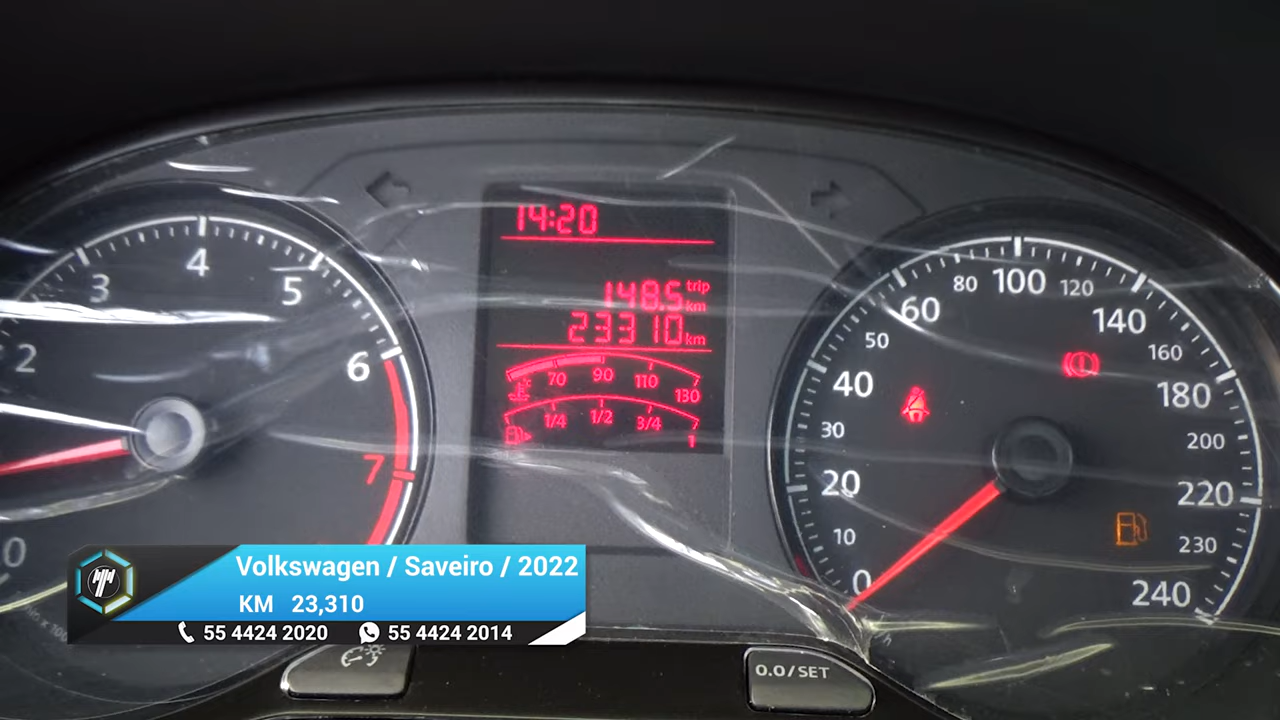 14:20
148.5 trip km
23310 km
70 90 110 130
1/4 1/2 3/4 1
0 2 3 4 5 6 7
0 10 20 30 40 50 60 80 100 120 140 160 180 200 220 230 240
Volkswagen / Saveiro / 2022
KM 23,310
55 4424 2020 55 4424 2014
0.0/SET